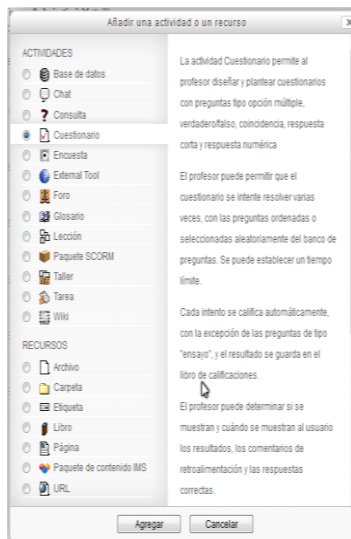 Añadir una actividad o un recurso
x
ACTIVIDADES
Base de datos
Chat
Consulta
Cuestionario
Encuesta
External Tool
Foro
Glosario
Lección
Paquete SCORM
Taller
Tarea
Wiki
RECURSOS
Archivo
Carpeta
Etiqueta
Libro
Página
Paquete de contenido IMS
URL
La actividad Cuestionario permite al
profesor diseñar y plantear cuestionarios
con preguntas tipo opción múltiple,
verdadero/falso, coincidencia, respuesta
corta y respuesta numérica
El profesor puede permitir que el
cuestionario se intente resolver varias
veces, con las preguntas ordenadas o
seleccionadas aleatoriamente del banco de
preguntas. Se puede establecer un tiempo
límite.
Cada intento se califica automáticamente,
con la excepción de las preguntas de tipo
"ensayo", y el resultado se guarda en el
libro de calificaciones.
El profesor puede determinar si se
muestran y cuándo se muestran al usuario
los resultados, los comentarios de
retroalimentación y las respuestas
correctas.
Agregar
Cancelar